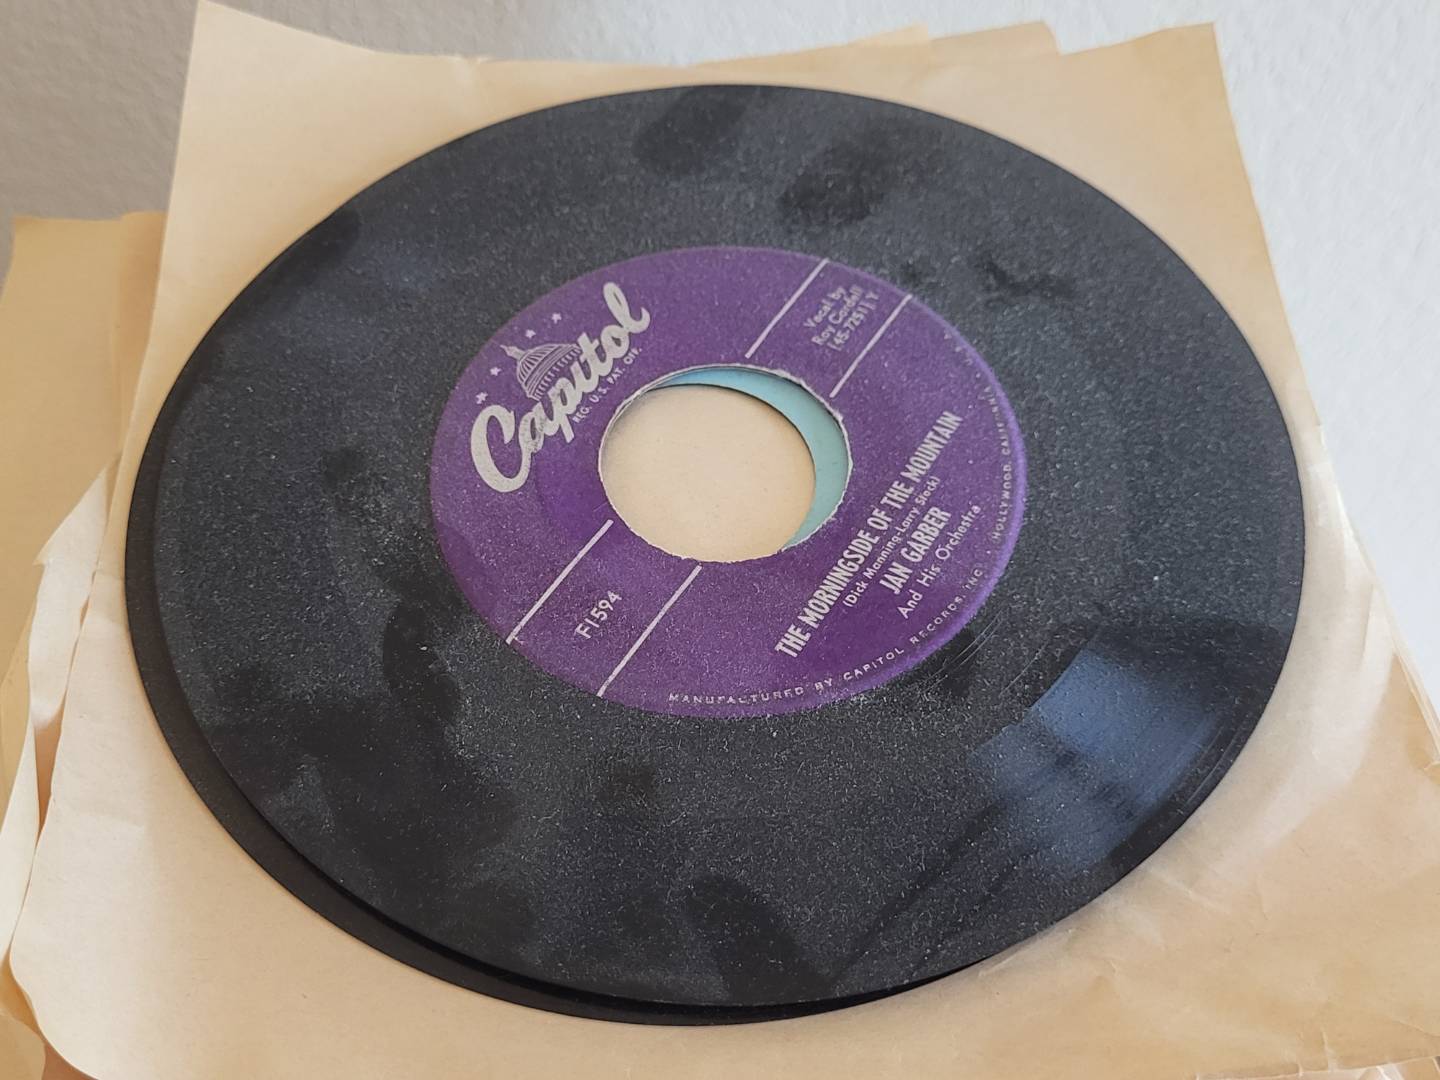 Capitol
REG. U.S. PAT. OFF.
Vocal by
Roy Cordell
(45-7251) Y
F1594
THE MORNINGSIDE OF THE MOUNTAIN
(Dick Manning-Larry Stock)
JAN GARBER
And His Orchestra
MANUFACTURED BY CAPITOL RECORDS, INC. HOLLYWOOD, CALIFORNIA